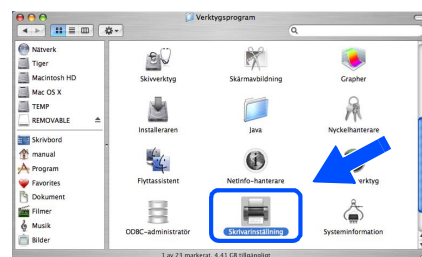 Verktygsprogram
Nätverk
Tiger
Macintosh HD
Mac OS X
TEMP
REMOVABLE
Skrivbord
manual
Program
Favorites
Dokument
Filmer
Musik
Bilder
Skivverktyg
Skärmavbildning
Grapher
Installeraren
Java
Nyckelhanterare
Flyttassistent
NetInfo-hanterare
verktyg
ODBC-administratör
Skrivarinställning
Systeminformation
1 av 23 markerat, 4,41 GB tillgängligt